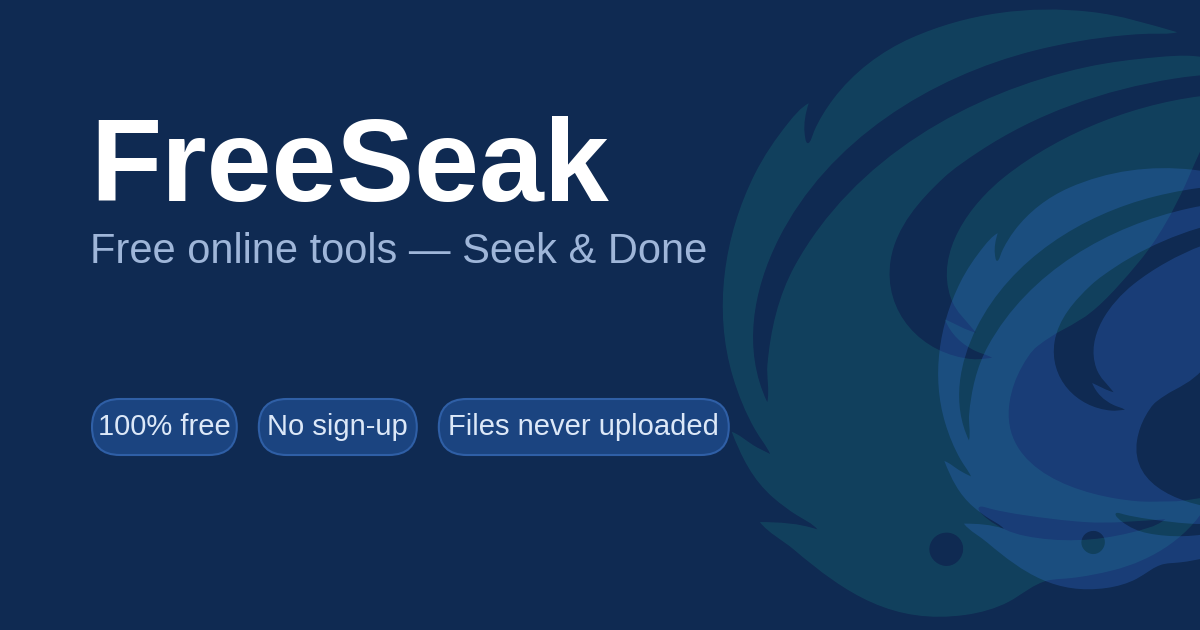 FreeSeak
Free online tools — Seek & Done
100% free
No sign-up
Files never uploaded